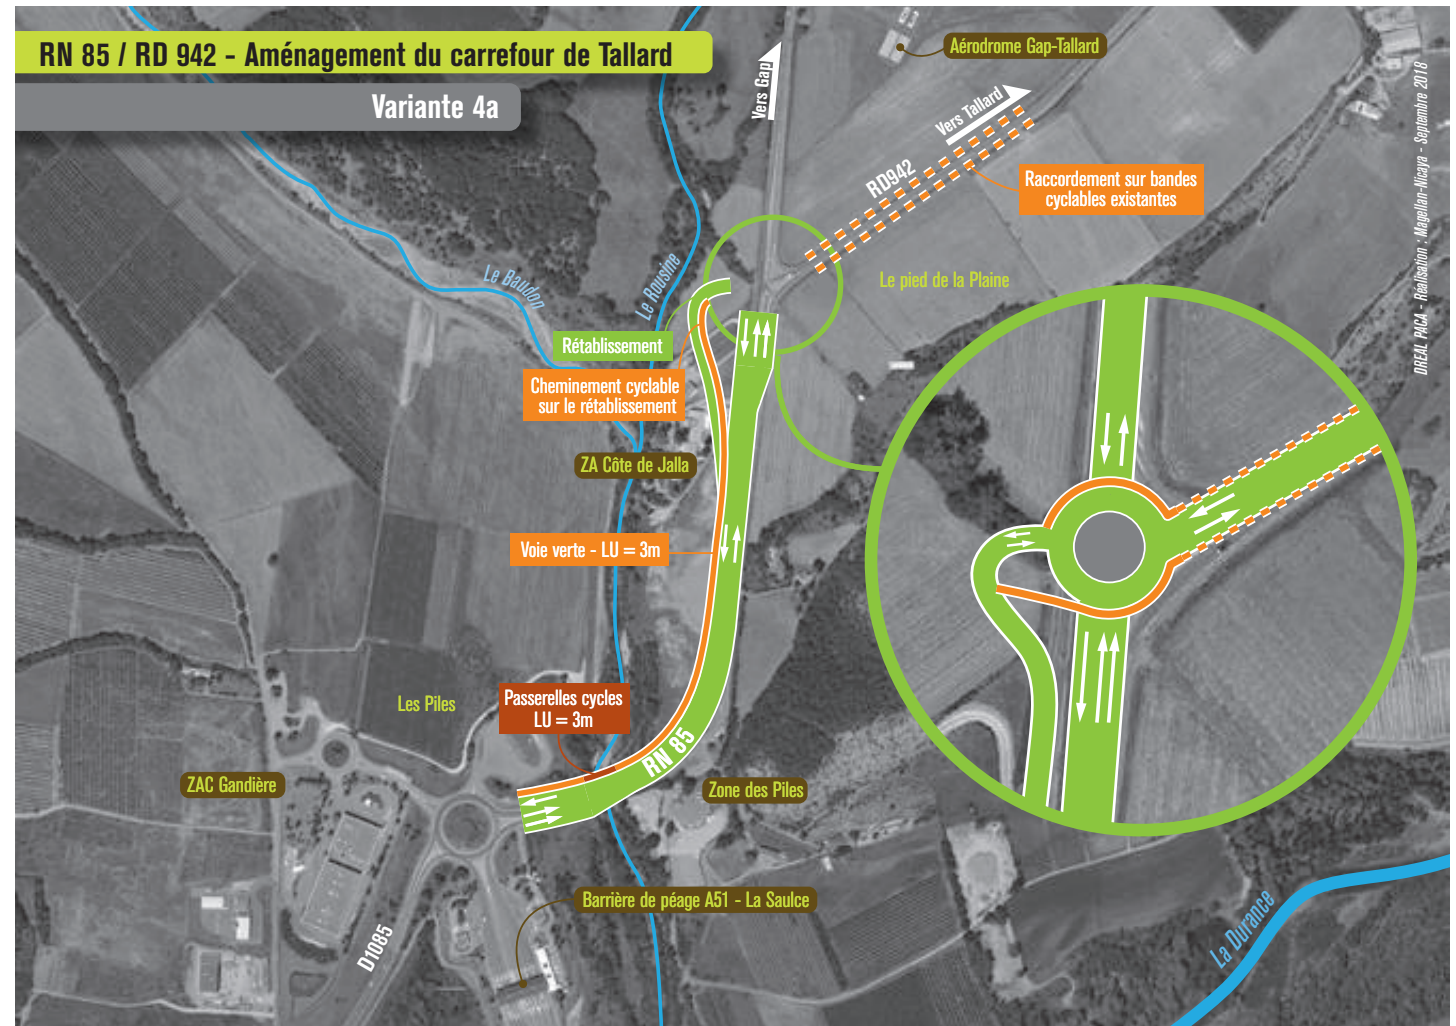 RN 85 / RD 942 - Aménagement du carrefour de Tallard
Variante 4a
Aérodrome Gap-Tallard
Vers Gap
Vers Tallard
RD942
Raccordement sur bandes
cyclables existantes
DREAL PACA - Réalisation : Magellan-Nicaya - Septembre 2018
Le Baudon
Le Rousine
Le pied de la Plaine
Rétablissement
Cheminement cyclable
sur le rétablissement
ZA Côte de Jalla
Voie verte - LU = 3m
Passerelles cycles
LU = 3m
Les Piles
RN 85
ZAC Gandière
Zone des Piles
Barrière de péage A51 - La Saulce
D1085
La Durance